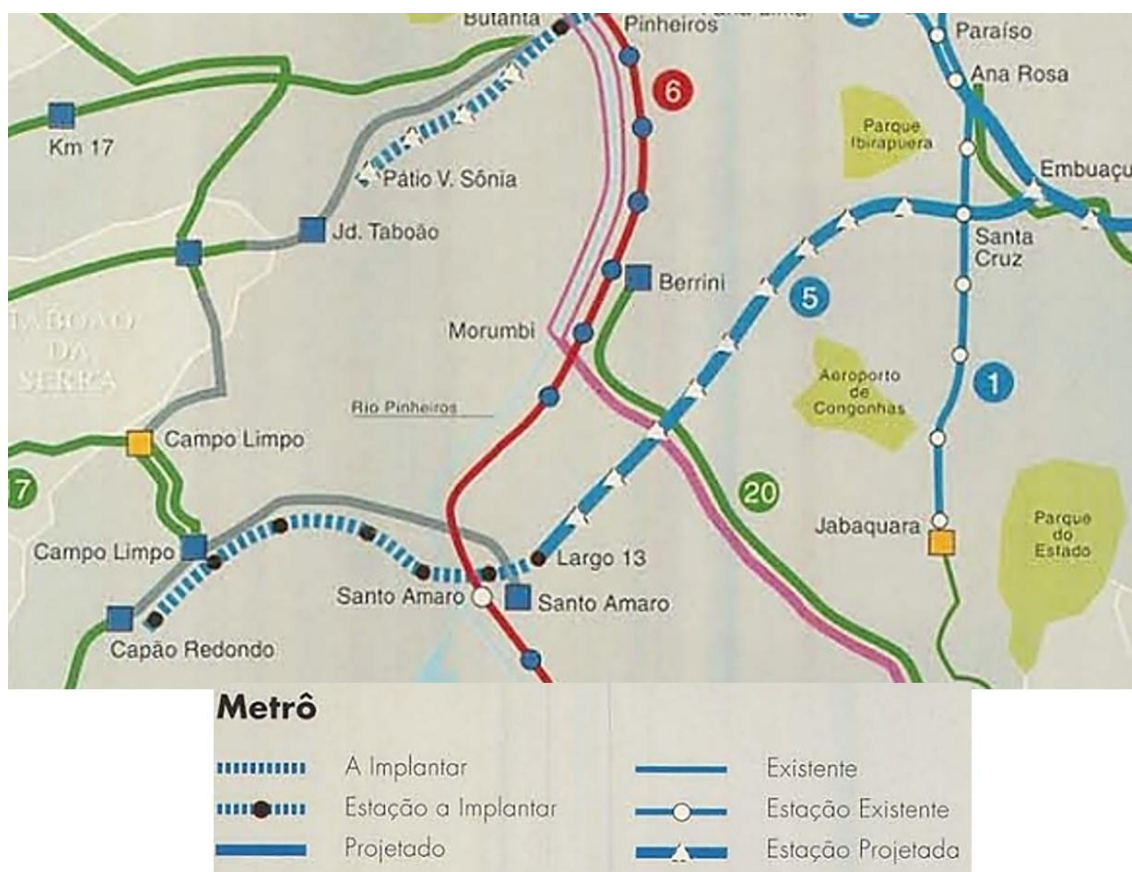 Butantã
Pinheiros
Paraíso
6
Ana Rosa
Km 17
Parque
Ibirapuera
Embuaçu
Pátio V. Sônia
Jd. Taboão
Santa
Cruz
Berrini
5
TABOÃO
DA
SERRA
Morumbi
Aeroporto
de
Congonhas
1
Rio Pinheiros
Campo Limpo
7
20
Jabaquara
Parque
do
Estado
Campo Limpo
Largo 13
Santo Amaro
Santo Amaro
Capão Redondo
Metrô
A Implantar
Existente
Estação a Implantar
Estação Existente
Projetado
Estação Projetada